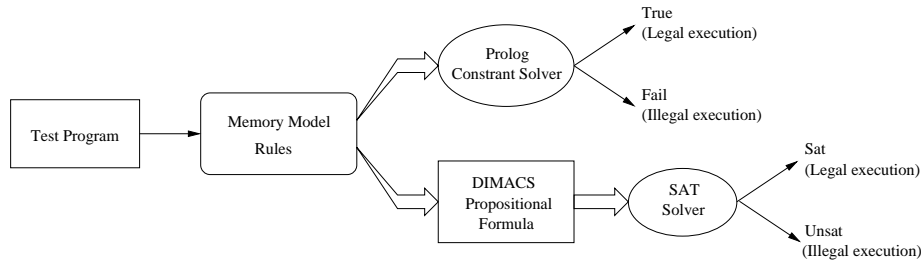 Test Program
Memory Model
Rules
Prolog
Constrant Solver
True
(Legal execution)
Fail
(Illegal execution)
DIMACS
Propositional
Formula
SAT
Solver
Sat
(Legal execution)
Unsat
(Illegal execution)